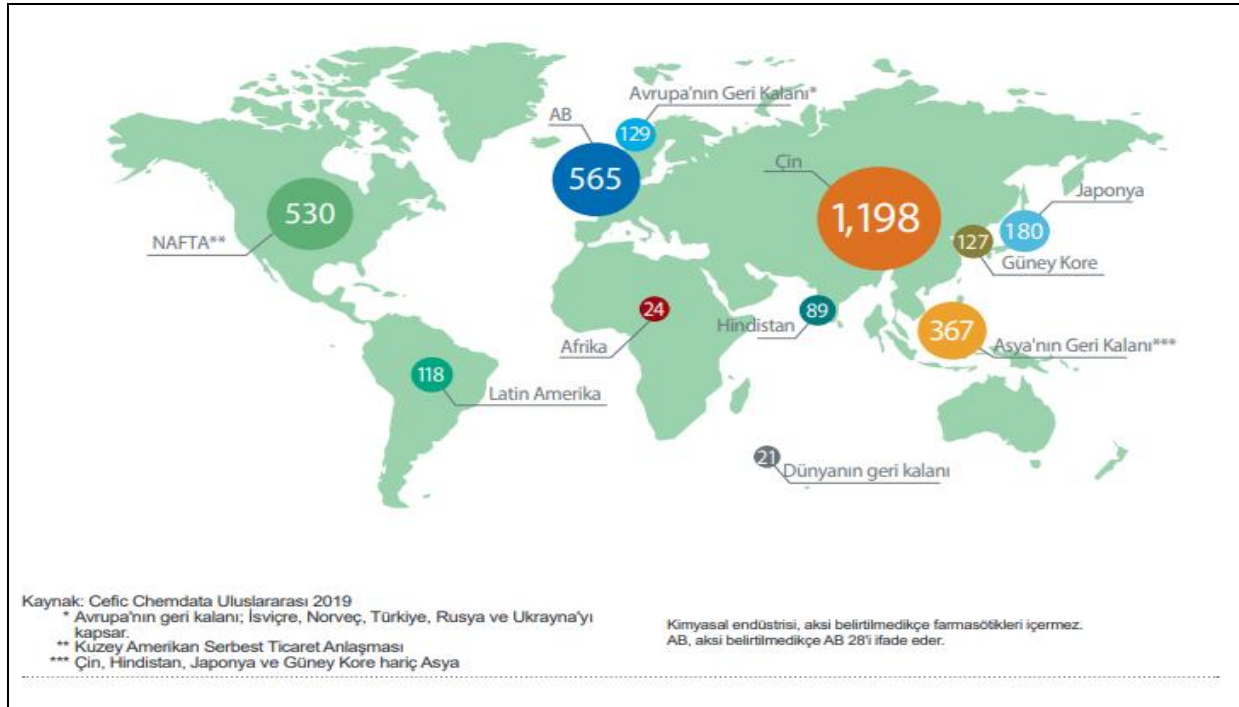 Avrupa'nın Geri Kalanı*
AB
129
565
Çin
1,198
530
NAFTA**
Japonya
180
127
Güney Kore
24
Afrika
Hindistan
89
367
Asya'nın Geri Kalanı***
118
Latin Amerika
21
Dünyanın geri kalanı
Kaynak: Cefic Chemdata Uluslararası 2019
* Avrupa'nın geri kalanı; İsviçre, Norveç, Türkiye, Rusya ve Ukrayna'yı
kapsar.
** Kuzey Amerikan Serbest Ticaret Anlaşması
*** Çin, Hindistan, Japonya ve Güney Kore hariç Asya
Kimyasal endüstrisi, aksi belirtilmedikçe farmasötikleri içermez.
AB, aksi belirtilmedikçe AB 28'i ifade eder.